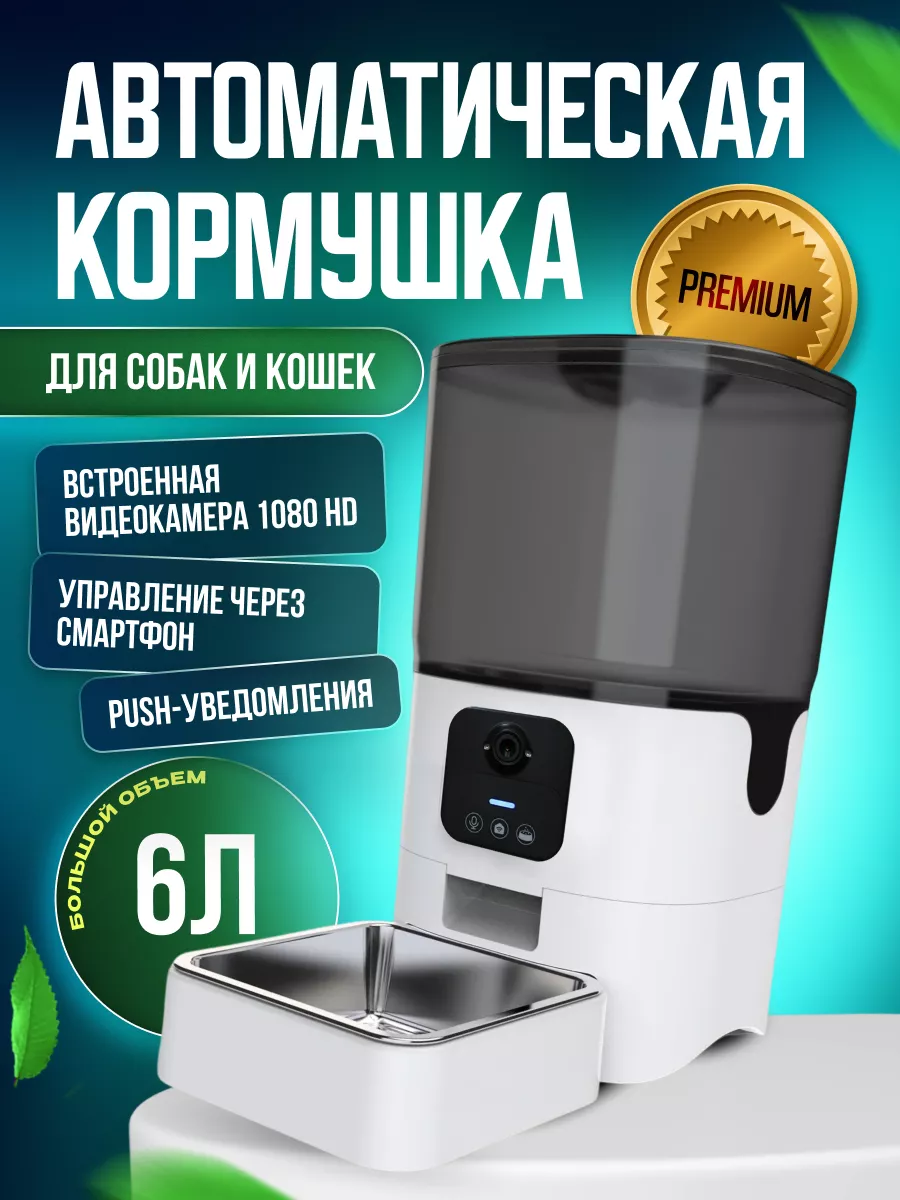 АВТОМАТИЧЕСКАЯ
КОРМУШКА
PREMIUM
ДЛЯ СОБАК И КОШЕК
ВСТРОЕННАЯ
ВИДЕОКАМЕРА 1080 HD
УПРАВЛЕНИЕ ЧЕРЕЗ
СМАРТФОН
PUSH-УВЕДОМЛЕНИЯ
БОЛЬШОЙ ОБЪЕМ
6Л